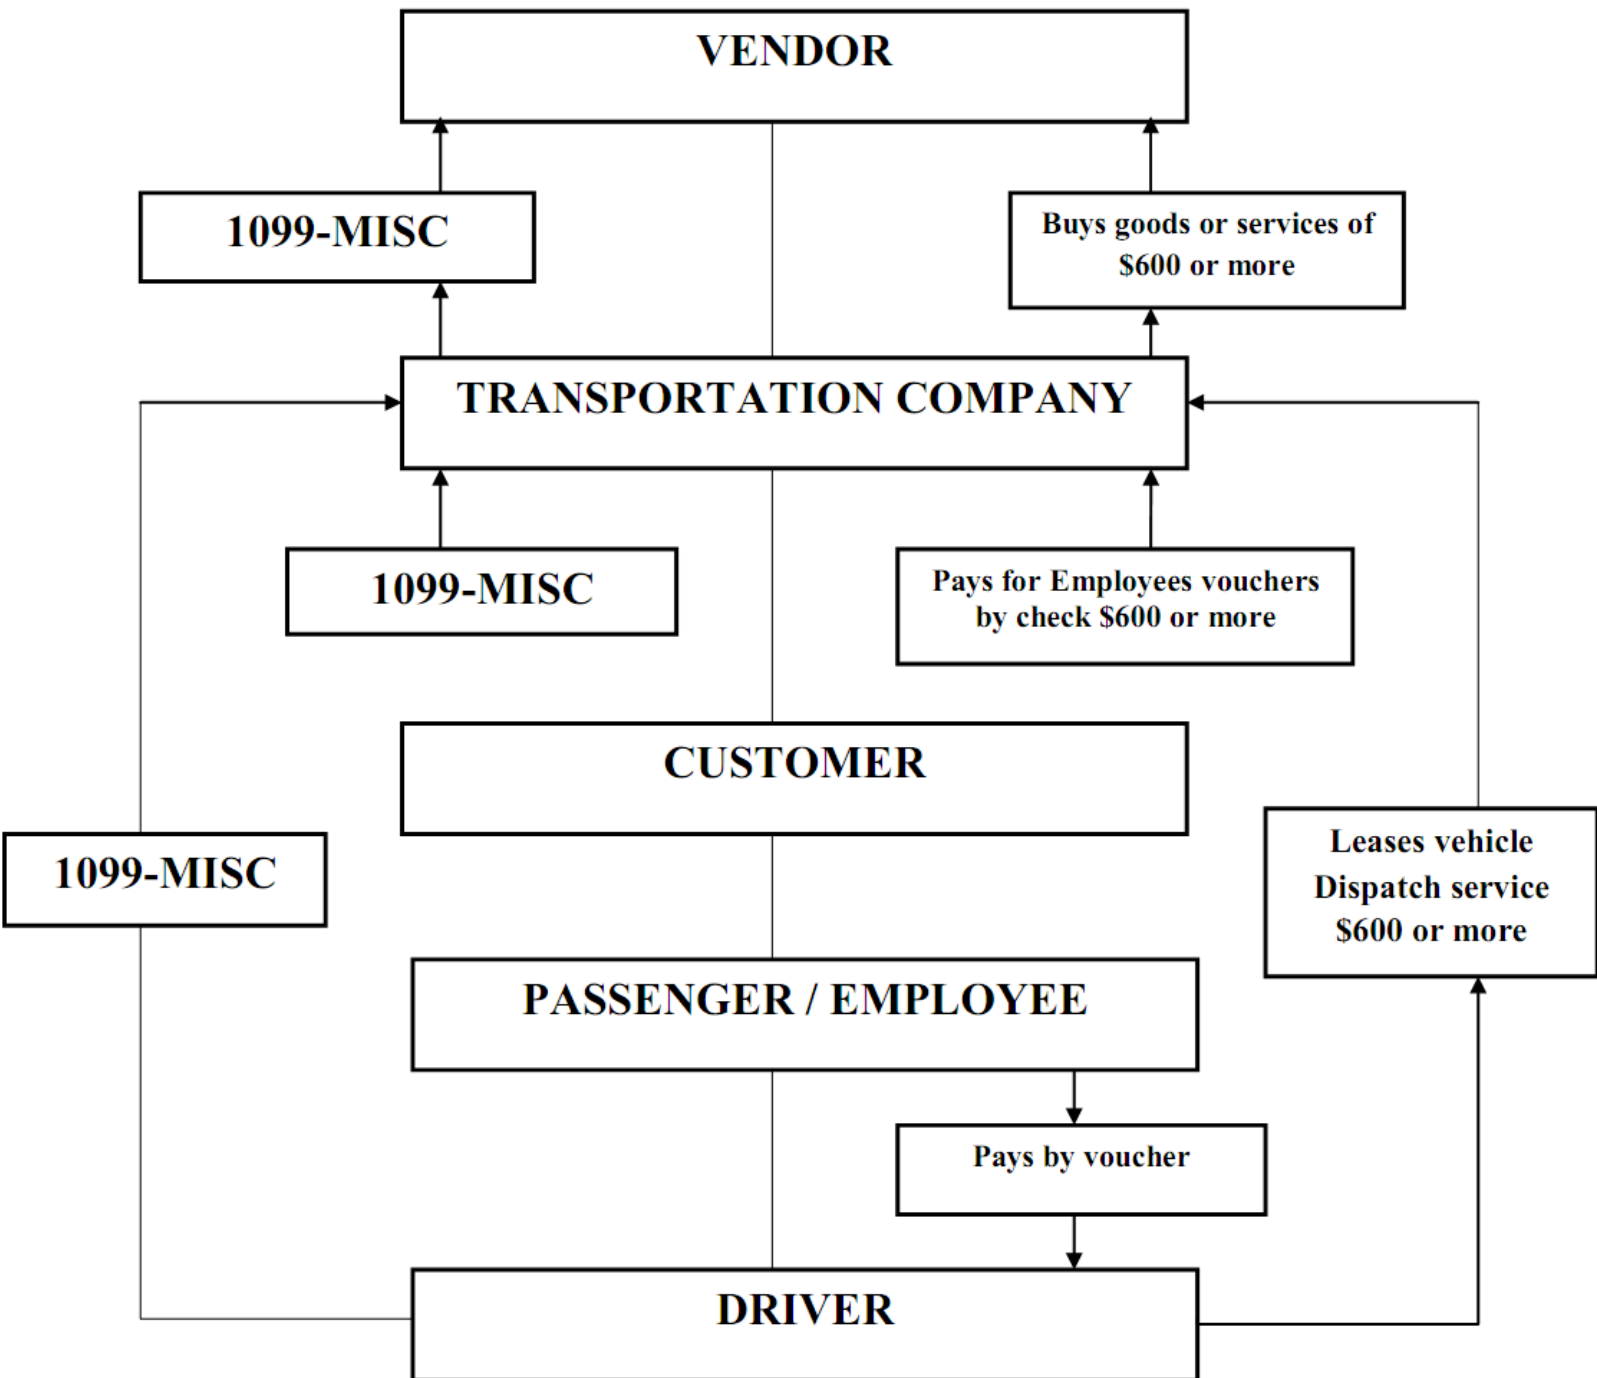 VENDOR
1099-MISC
Buys goods or services of
$600 or more
TRANSPORTATION COMPANY
1099-MISC
Pays for Employees vouchers
by check $600 or more
CUSTOMER
1099-MISC
Leases vehicle
Dispatch service
$600 or more
PASSENGER / EMPLOYEE
Pays by voucher
DRIVER